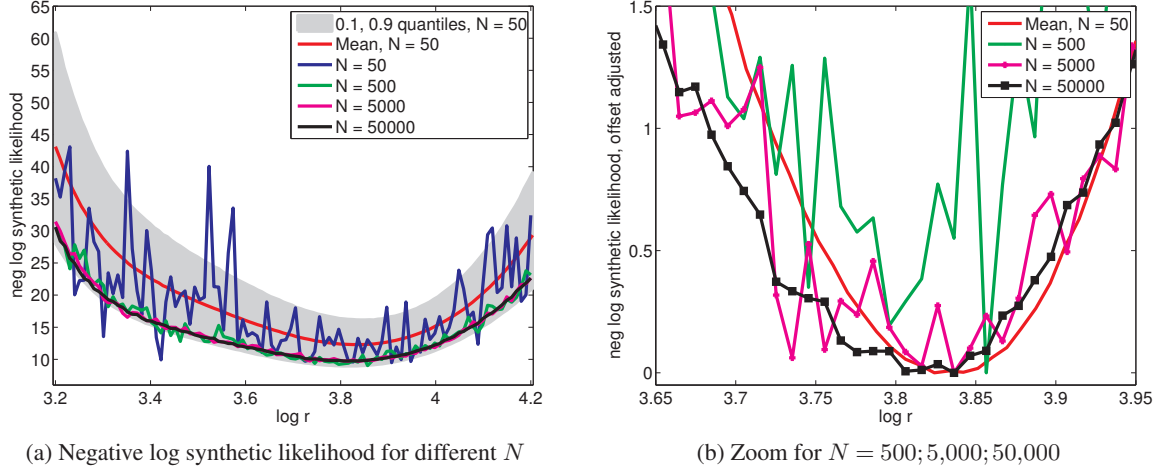 65
60
55
50
45
40
35
30
25
20
15
10
neg log synthetic likelihood
3.2 3.4 3.6 3.8 4 4.2
log r
0.1, 0.9 quantiles, N = 50
Mean, N = 50
N = 50
N = 500
N = 5000
N = 50000
(a) Negative log synthetic likelihood for different N
1.5
1
0.5
0
neg log synthetic likelihood, offset adjusted
3.65 3.7 3.75 3.8 3.85 3.9 3.95
log r
Mean, N = 50
N = 500
N = 5000
N = 50000
(b) Zoom for N = 500; 5,000; 50,000